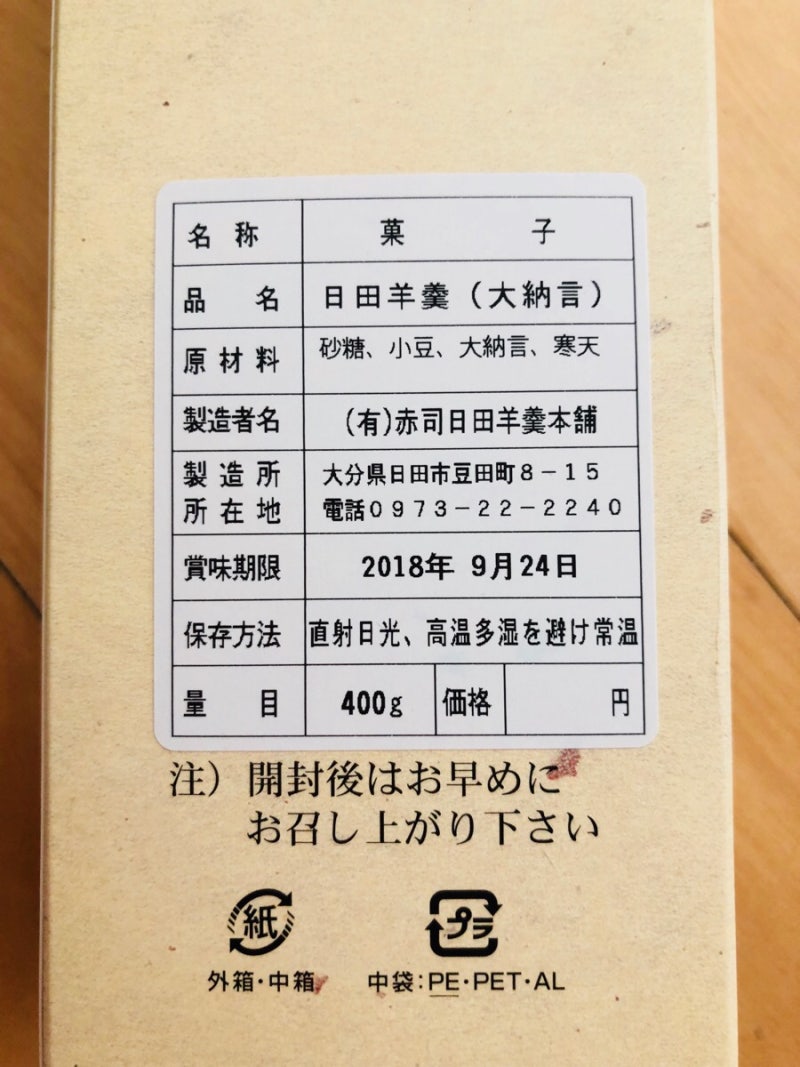 名称 菓子
品名 日田羊羹（大納言）
原材料 砂糖、小豆、大納言、寒天
製造者名 (有)赤司日田羊羹本舗
製造所 大分県日田市豆田町８－１５
所在地 電話０９７３－２２－２２４０
賞味期限 2018年 9月24日
保存方法 直射日光、高温多湿を避け常温
量目 400g 価格 円
注）開封後はお早めに
お召し上がり下さい
紙 プラ
外箱・中箱 中袋:PE・PET・AL